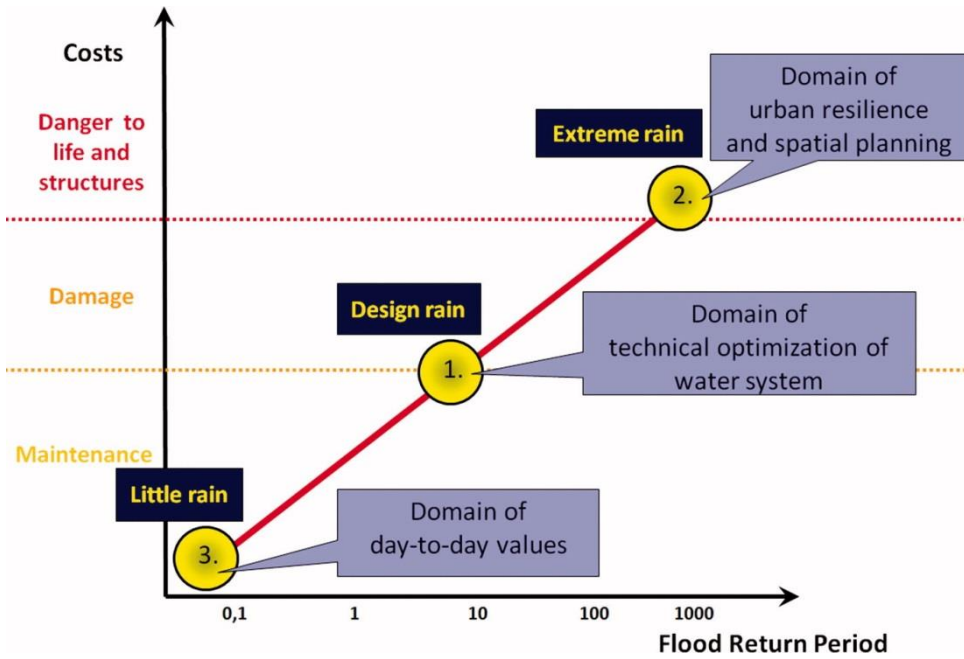 Costs
Danger to
life and
structures
Extreme rain
Domain of
urban resilience
and spatial planning
2.
Damage
Design rain
Domain of
technical optimization of
water system
1.
Maintenance
Little rain
Domain of
day-to-day values
3.
0,1 1 10 100 1000
Flood Return Period